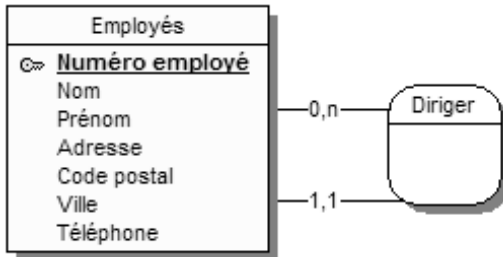 Employés
Numéro employé
Nom
Prénom
Adresse
Code postal
Ville
Téléphone
0,n
Diriger
1,1